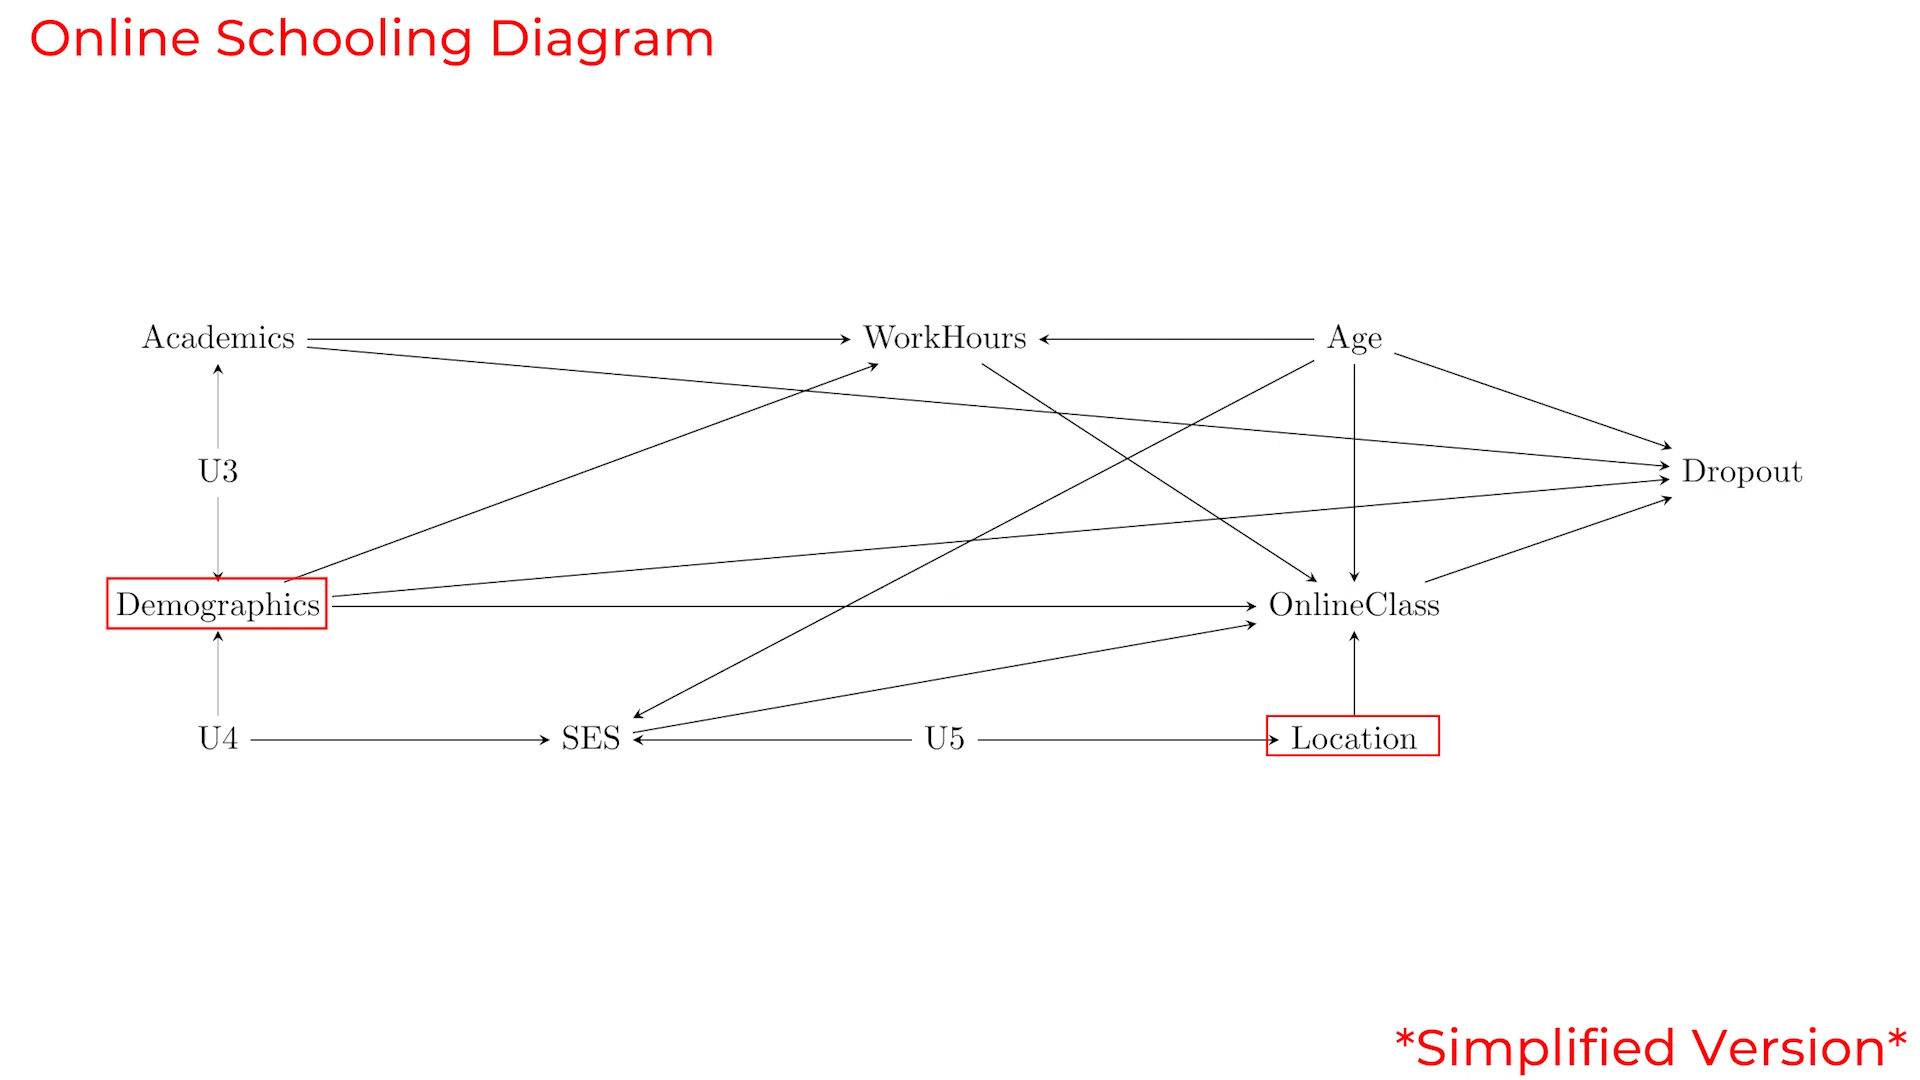 Online Schooling Diagram
Academics WorkHours Age
U3 Dropout
Demographics OnlineClass
U4 SES U5 Location
*Simplified Version*